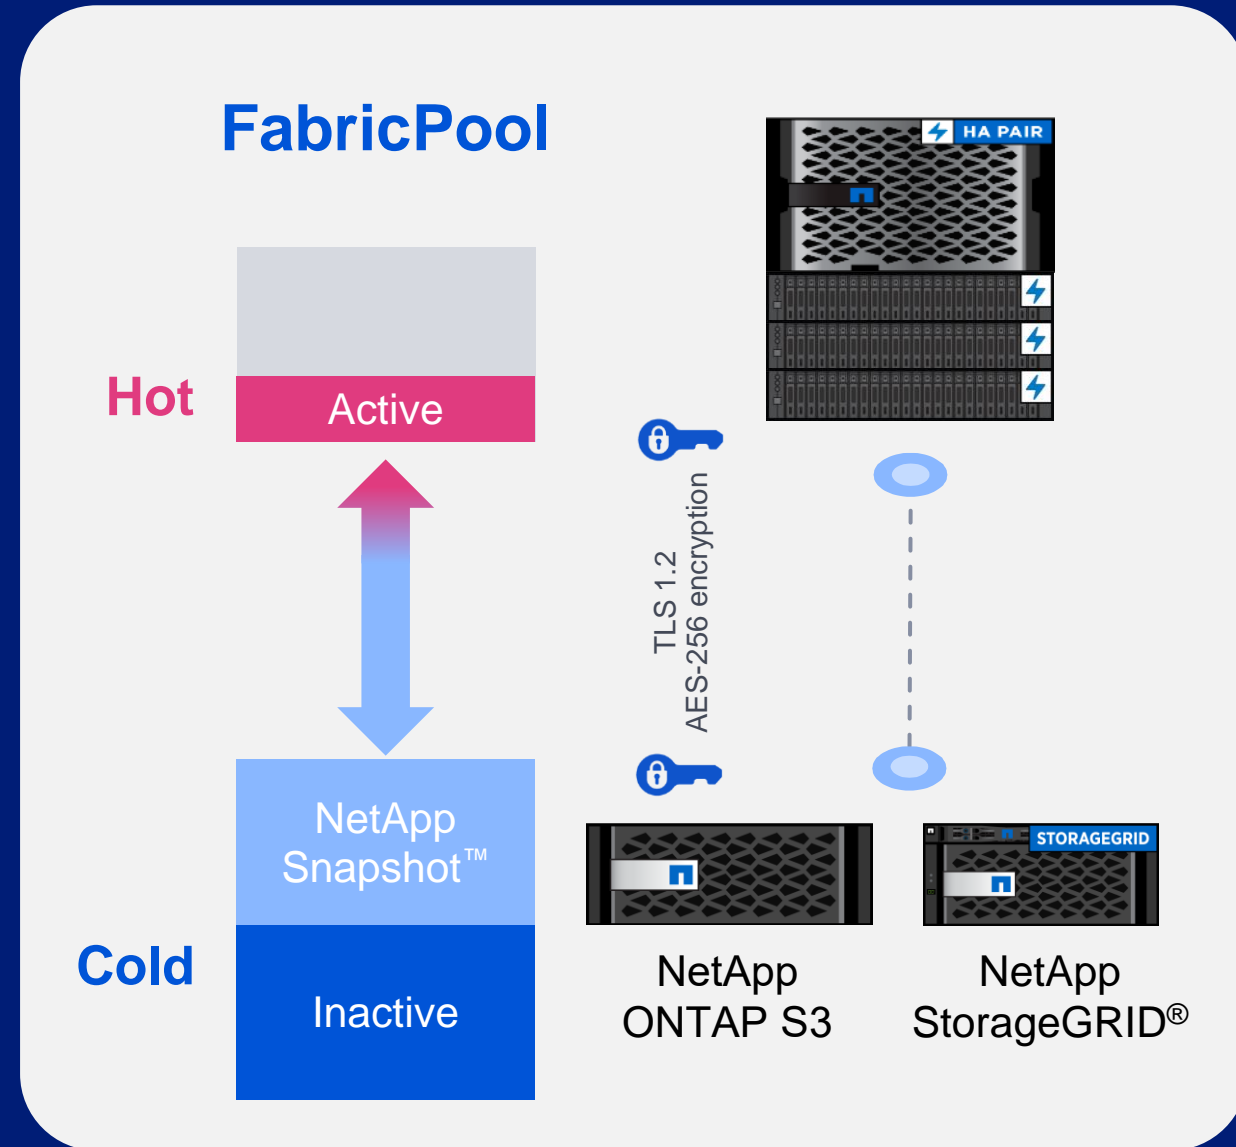 FabricPool
HA PAIR
Hot
Active
TLS 1.2
AES-256 encryption
NetApp
Snapshot™
Cold
Inactive
STORAGEGRID
NetApp
ONTAP S3
NetApp
StorageGRID®